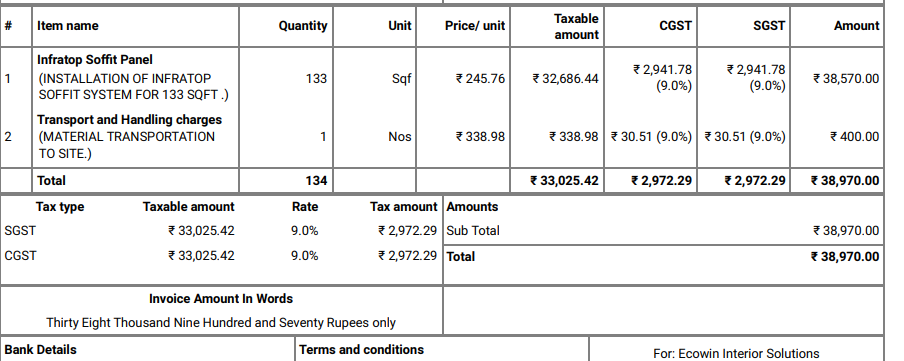 # Item name Quantity Unit Price/ unit Taxable amount CGST SGST Amount
1 Infratop Soffit Panel
(INSTALLATION OF INFRATOP
SOFFIT SYSTEM FOR 133 SQFT .) 133 Sqf ₹ 245.76 ₹ 32,686.44 ₹ 2,941.78 (9.0%) ₹ 2,941.78 (9.0%) ₹ 38,570.00
2 Transport and Handling charges
(MATERIAL TRANSPORTATION
TO SITE.) 1 Nos ₹ 338.98 ₹ 338.98 ₹ 30.51 (9.0%) ₹ 30.51 (9.0%) ₹ 400.00
Total 134 ₹ 33,025.42 ₹ 2,972.29 ₹ 2,972.29 ₹ 38,970.00
Tax type Taxable amount Rate Tax amount
SGST ₹ 33,025.42 9.0% ₹ 2,972.29
CGST ₹ 33,025.42 9.0% ₹ 2,972.29
Amounts
Sub Total ₹ 38,970.00
Total ₹ 38,970.00
Invoice Amount In Words
Thirty Eight Thousand Nine Hundred and Seventy Rupees only
Bank Details
Terms and conditions
For: Ecowin Interior Solutions